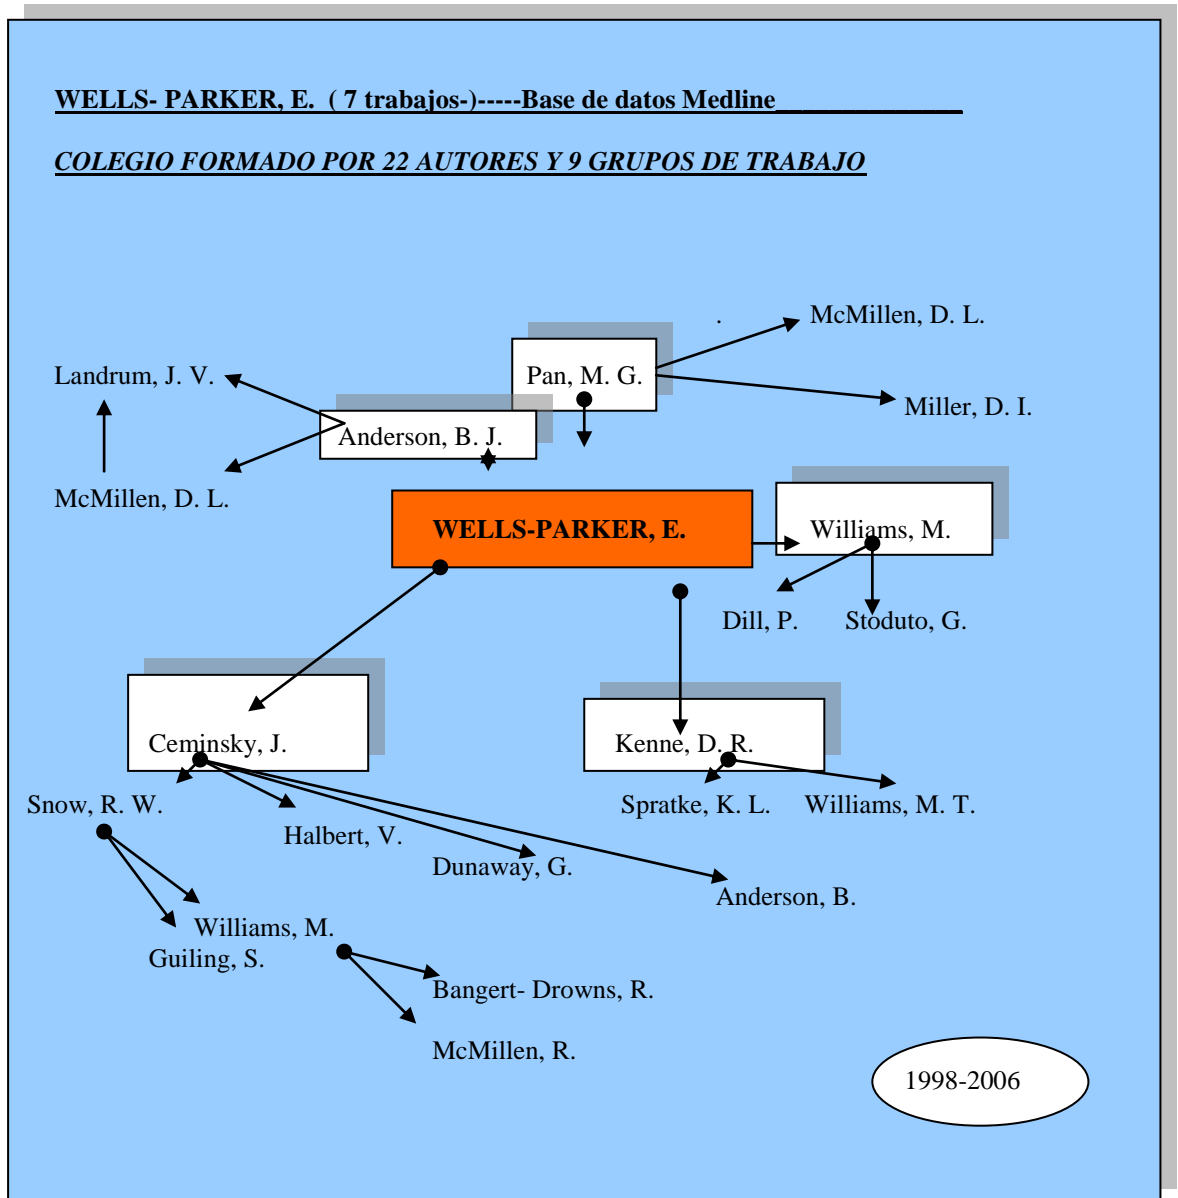 WELLS- PARKER, E. ( 7 trabajos-)-----Base de datos Medline_______________
COLEGIO FORMADO POR 22 AUTORES Y 9 GRUPOS DE TRABAJO
. McMillen, D. L.
Landrum, J. V.
Pan, M. G.
Miller, D. I.
Anderson, B. J.
McMillen, D. L.
WELLS-PARKER, E.
Williams, M.
Dill, P.
Stoduto, G.
Ceminsky, J.
Kenne, D. R.
Snow, R. W.
Spratke, K. L.
Williams, M. T.
Halbert, V.
Dunaway, G.
Anderson, B.
Williams, M.
Guiling, S.
Bangert- Drowns, R.
McMillen, R.
1998-2006